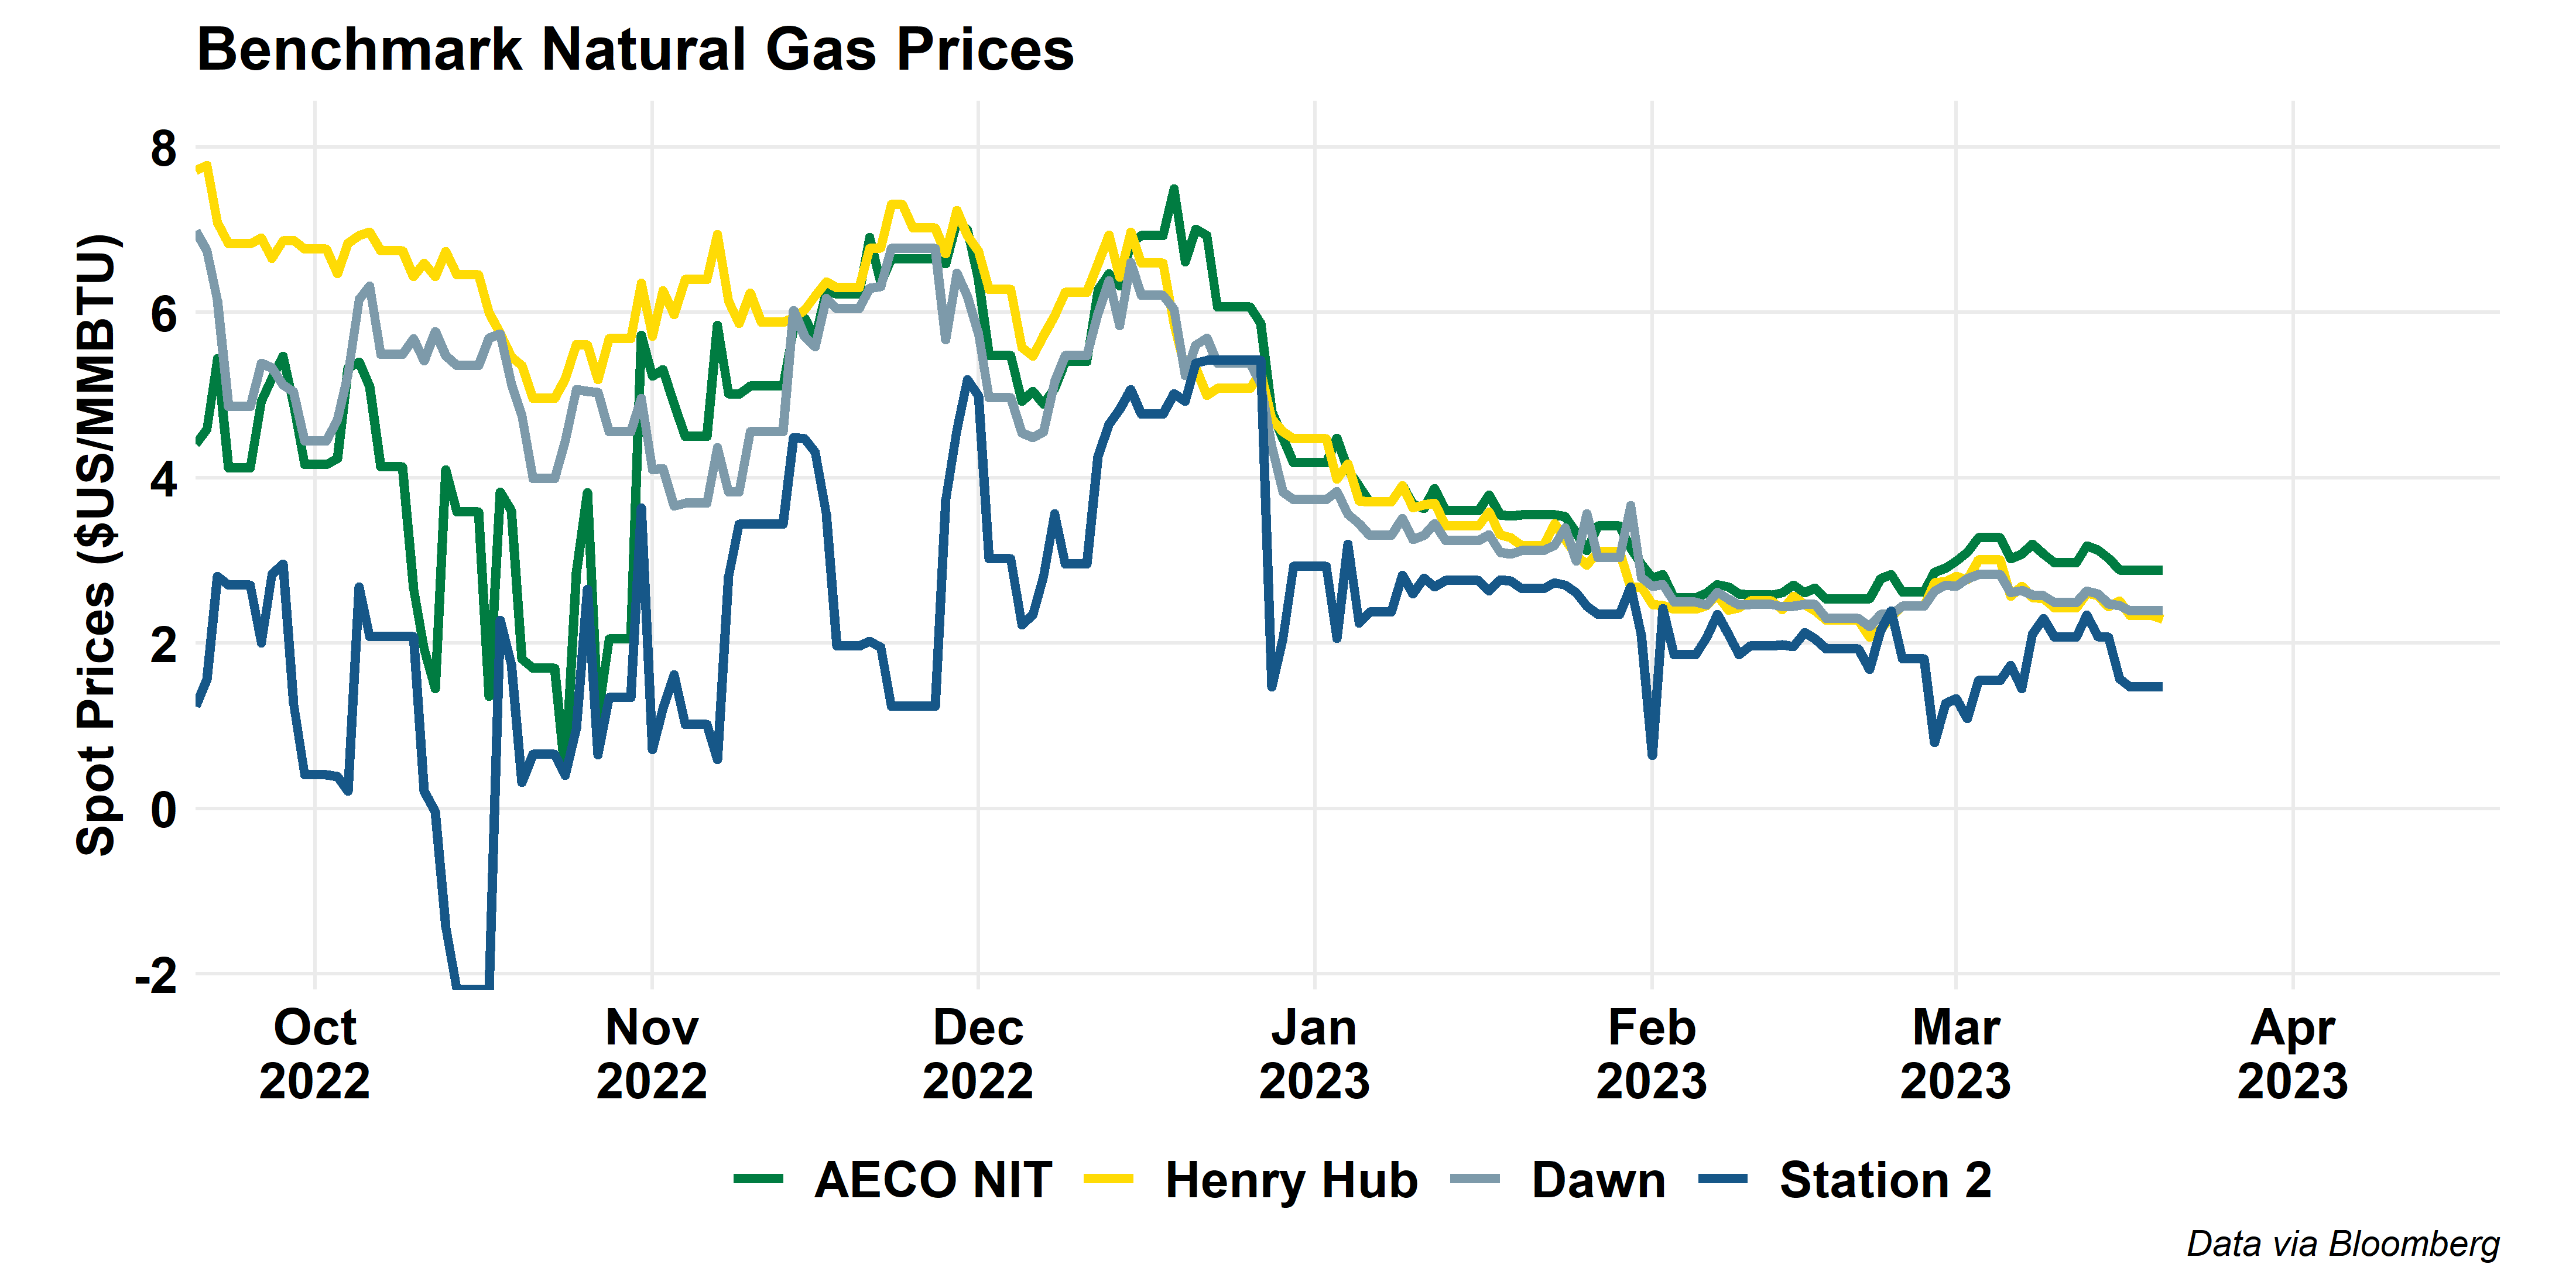 Benchmark Natural Gas Prices
Spot Prices ($US/MMBTU)
8
6
4
2
0
-2
Oct
2022
Nov
2022
Dec
2022
Jan
2023
Feb
2023
Mar
2023
Apr
2023
AECO NIT
Henry Hub
Dawn
Station 2
Data via Bloomberg